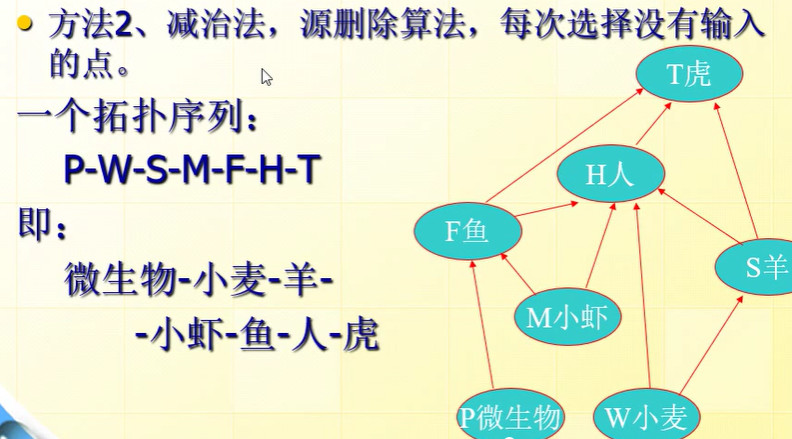 方法2、减治法，源删除算法，每次选择没有输入
的点。
一个拓扑序列：
P-W-S-M-F-H-T
即：
微生物-小麦-羊-
-小虾-鱼-人-虎
T虎
H人
F鱼
S羊
M小虾
P微生物
W小麦